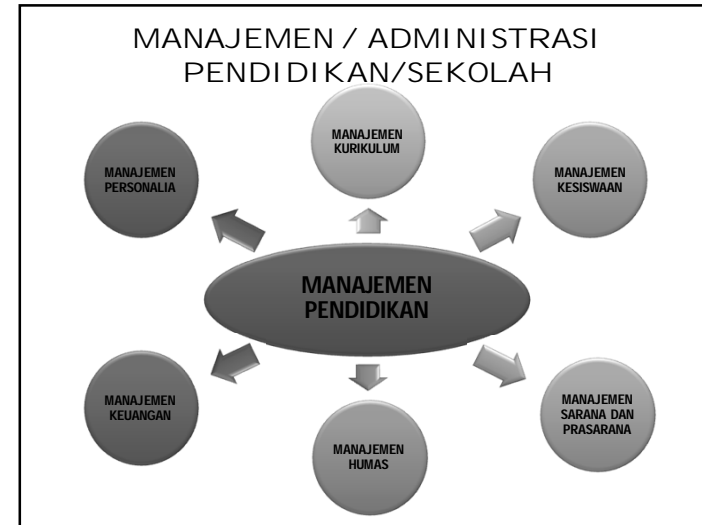 MANAJEMEN / ADMINISTRASI
PENDIDIKAN/SEKOLAH
MANAJEMEN
KURIKULUM
MANAJEMEN
PERSONALIA
MANAJEMEN
KESISWAAN
MANAJEMEN
PENDIDIKAN
MANAJEMEN
KEUANGAN
MANAJEMEN
SARANA DAN
PRASARANA
MANAJEMEN
HUMAS